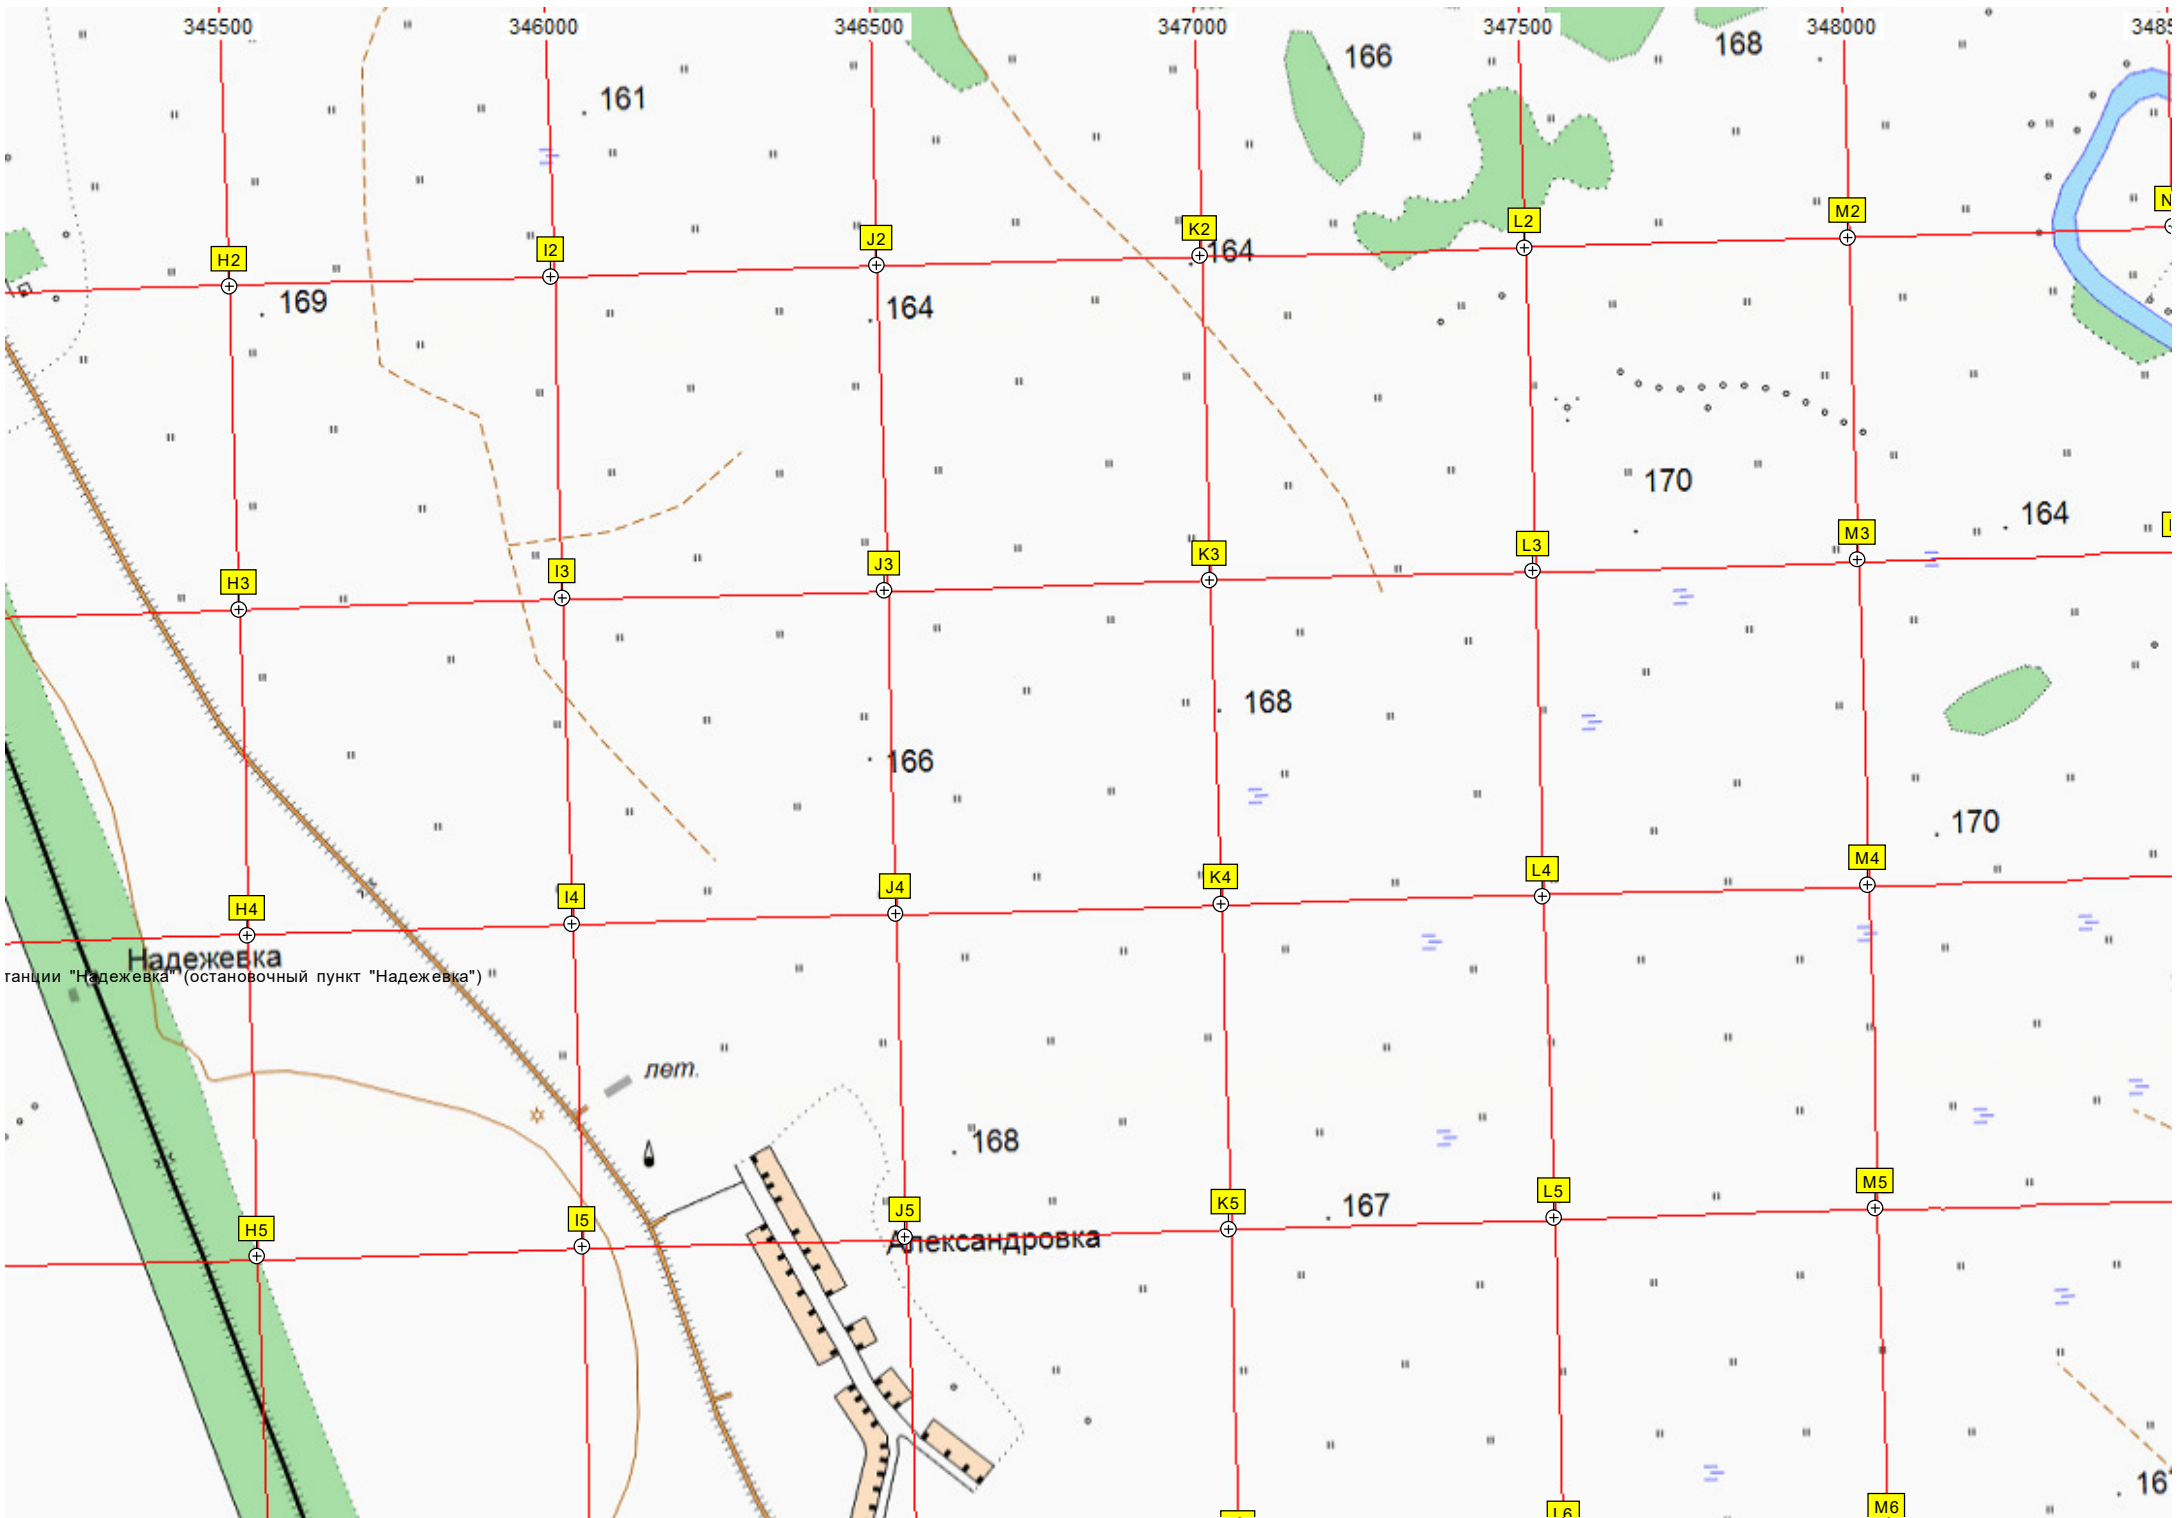 345500 346000 346500 347000 347500 348000
166 168
161
H2 I2 J2 K2 L2 M2
164
169 164
170
164
H3 I3 J3 K3 L3 M3
168
166
170
H4 I4 J4 K4 L4 M4
Надежевка
танции "Надежевка" (остановочный пункт "Надежевка")
лет.
168
167
H5 I5 J5 K5 L5 M5
Александровка
L6 M6